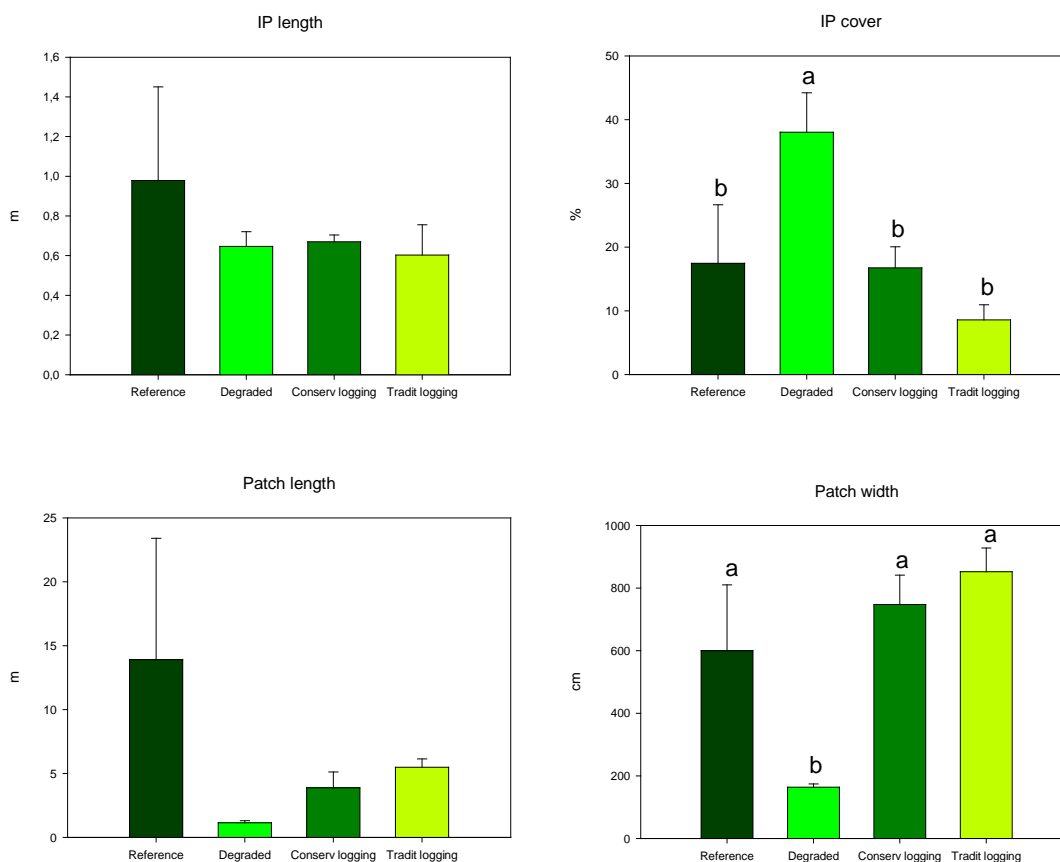 IP length
1,6
1,4
1,2
1,0
0,8
0,6
0,4
0,2
0,0
m
Reference Degraded Conserv logging Tradit logging
IP cover
50
40
30
20
10
0
%
b
a
b
b
Reference Degraded Conserv logging Tradit logging
Patch length
25
20
15
10
5
0
m
Reference Degraded Conserv logging Tradit logging
Patch width
1000
800
600
400
200
0
cm
a
b
a
a
Reference Degraded Conserv logging Tradit logging